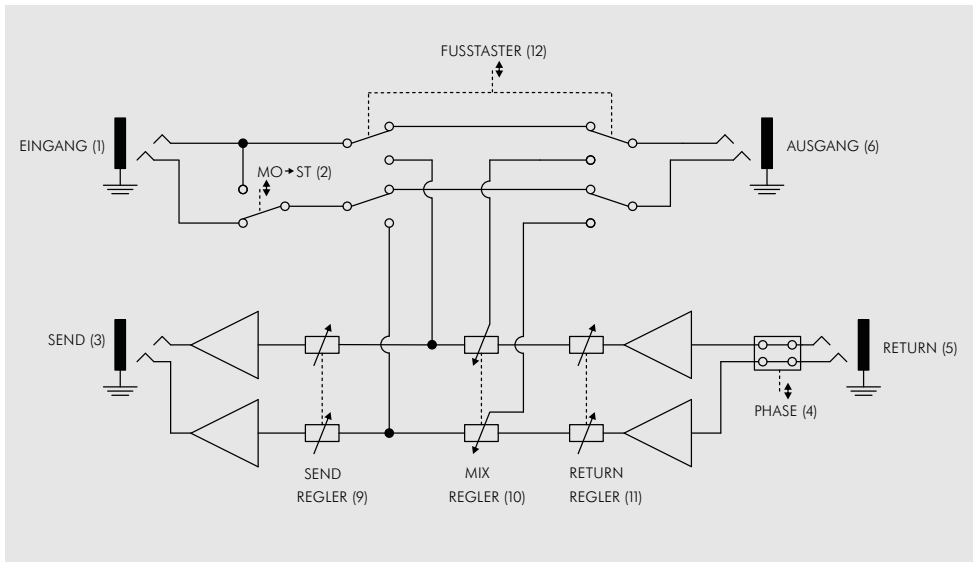 FUSSTASTER (12)
EINGANG (1)
AUSGANG (6)
MO→ST (2)
SEND (3)
RETURN (5)
PHASE (4)
SEND
REGLER (9)
MIX
REGLER (10)
RETURN
REGLER (11)